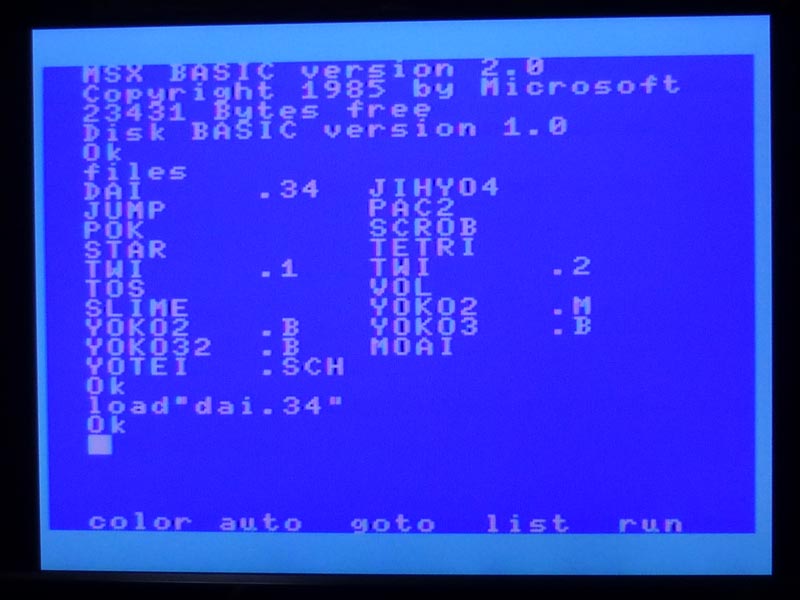 MSX BASIC version 2.0
Copyright 1985 by Microsoft
23431 Bytes free
Disk BASIC version 1.0
Ok
files
DAI     .34  JIHYO4
JUMP         PAC2
POK          SCROB
STAR         TETRI
TWI     .1   TWI     .2
TOS          VOL
SLIME        YOKO2   .M
YOKO2   .B   YOKO3   .B
YOKO32  .B   MOAI
YOTEI   .SCH
Ok
load"dai.34"
Ok
color auto goto list run